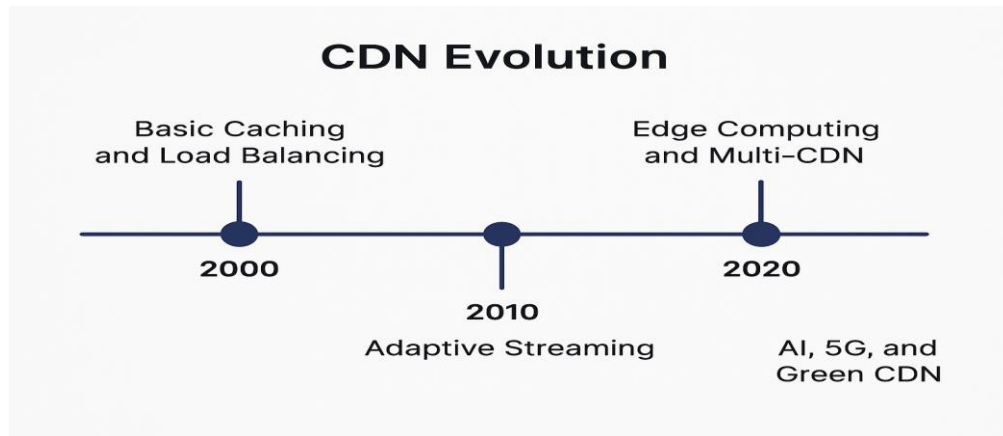 CDN Evolution
Basic Caching
and Load Balancing
Edge Computing
and Multi-CDN
2000
2020
2010
Adaptive Streaming
AI, 5G, and
Green CDN